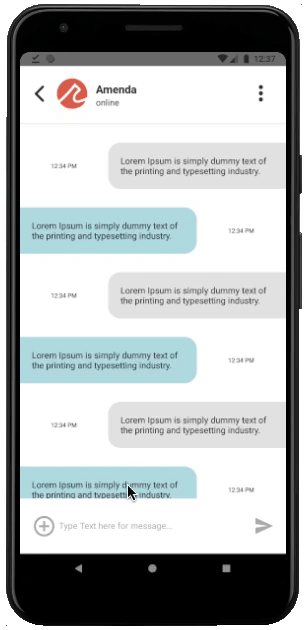 12:37
Amenda
online
Lorem Ipsum is simply dummy text of
the printing and typesetting industry.
12:34 PM
Lorem Ipsum is simply dummy text of
the printing and typesetting industry.
12:34 PM
Lorem Ipsum is simply dummy text of
the printing and typesetting industry.
12:34 PM
Lorem Ipsum is simply dummy text of
the printing and typesetting industry.
12:34 PM
Lorem Ipsum is simply dummy text of
the printing and typesetting industry.
12:34 PM
Lorem Ipsum is simply dummy text of
the printing and typesetting industry.
12:34 PM
Type Text here for message...